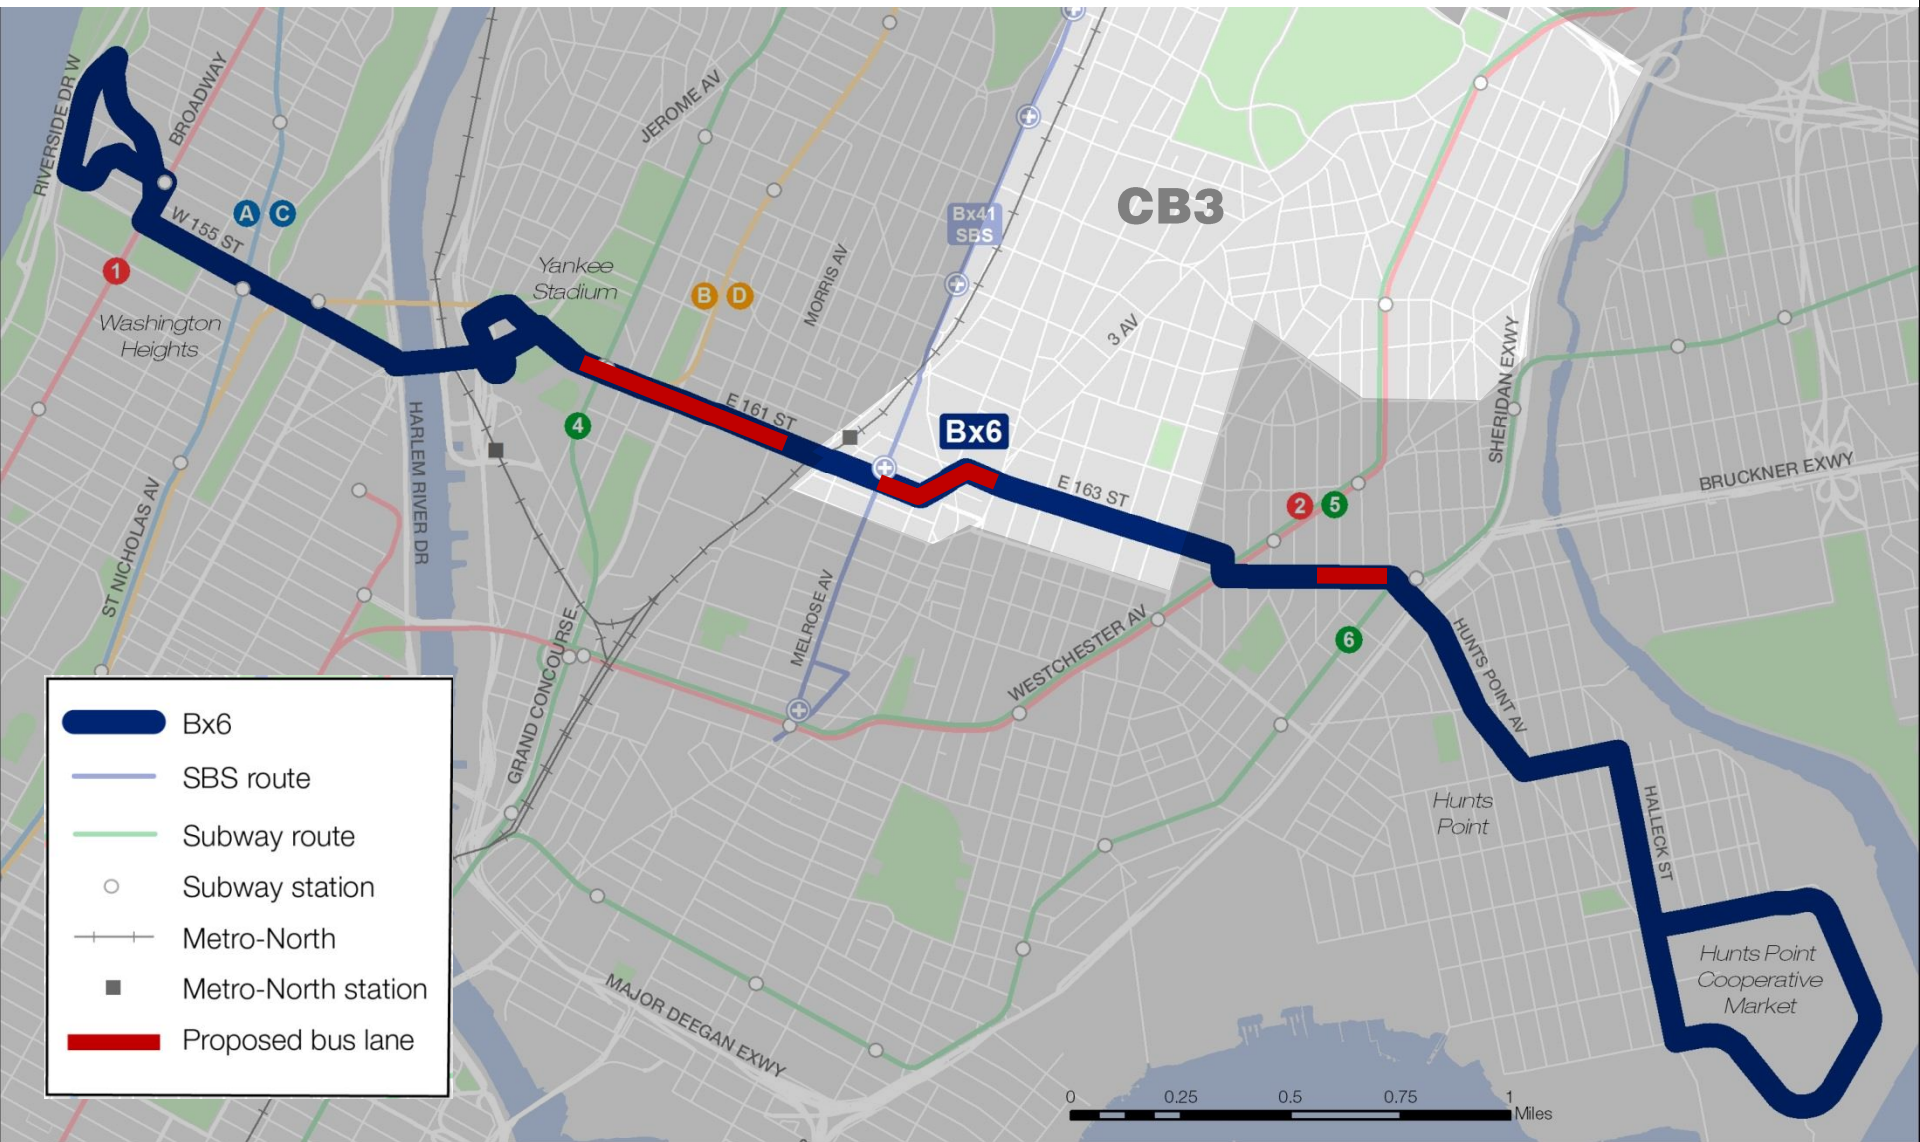 RIVERSIDE DR W
BROADWAY
JEROME AV
CB3
A
C
W 155 ST
Bx41
SBS
1
Yankee
Stadium
B
D
MORRIS AV
Washington
Heights
3 AV
SHERIDAN EXWY
HARLEM RIVER DR
4
E 161 ST
Bx6
E 163 ST
BRUCKNER EXWY
2
5
ST NICHOLAS AV
MELROSE AV
WESTCHESTER AV
6
GRAND CONCOURSE
HUNTS POINT AV
Hunts
Point
HALLECK ST
Hunts Point
Cooperative
Market
MAJOR DEEGAN EXWY
Bx6
SBS route
Subway route
Subway station
Metro-North
Metro-North station
Proposed bus lane
0
0.25
0.5
0.75
1
Miles